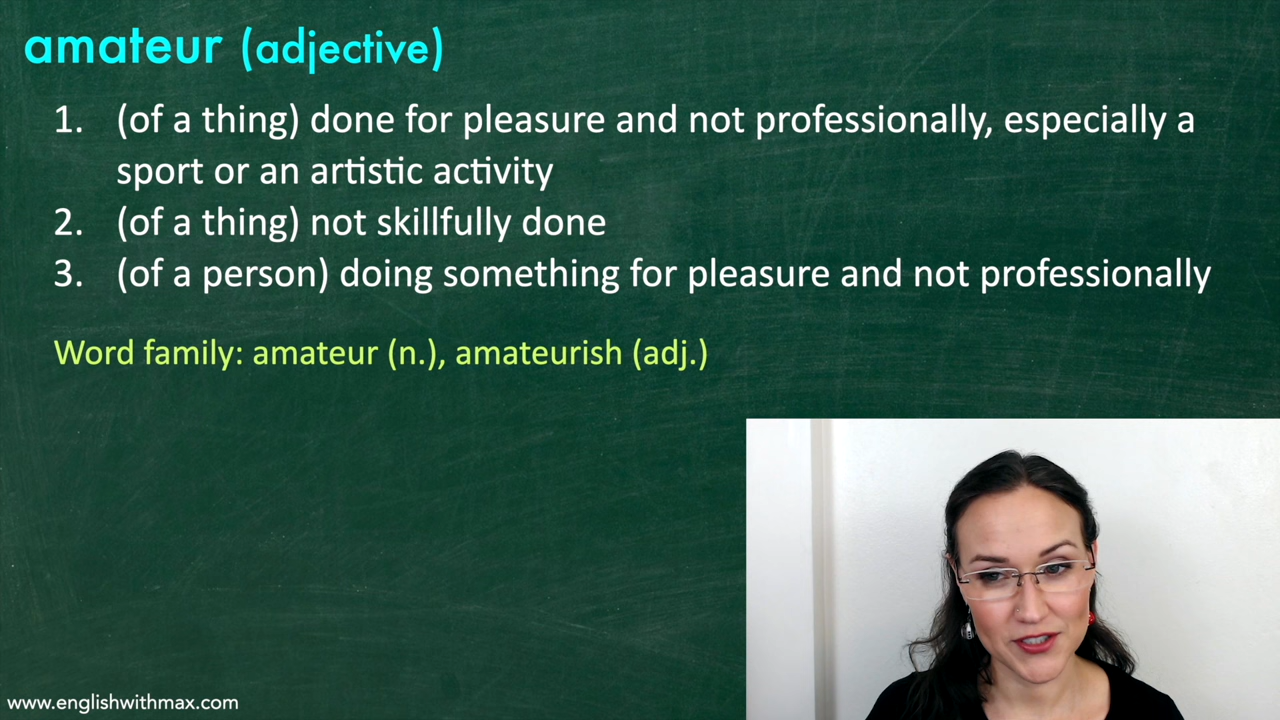 amateur (adjective)
1. (of a thing) done for pleasure and not professionally, especially a
sport or an artistic activity
2. (of a thing) not skillfully done
3. (of a person) doing something for pleasure and not professionally
Word family: amateur (n.), amateurish (adj.)
www.englishwithmax.com